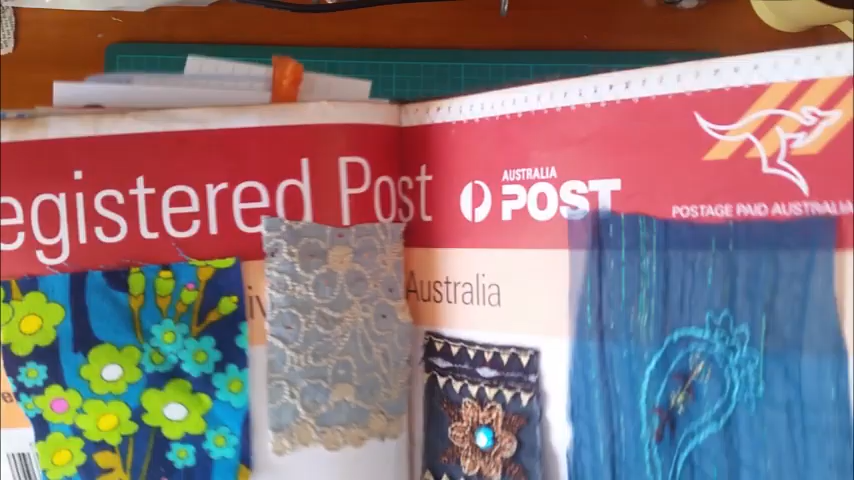 egistered Post
AUSTRALIA
POST
POSTAGE PAID AUSTRALIA
Australia